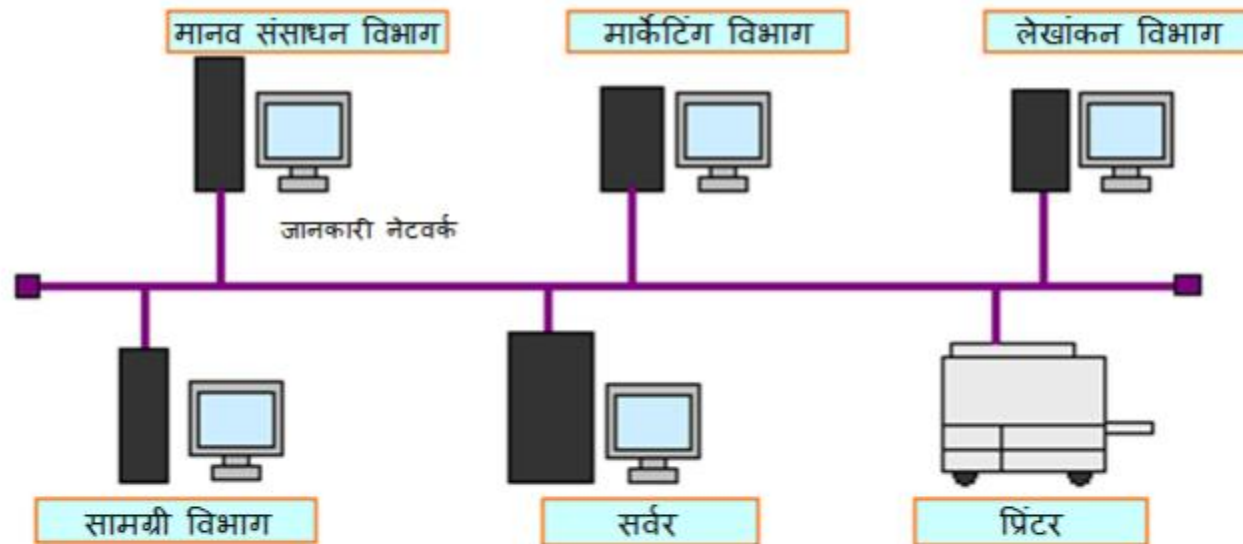 मानव संसाधन विभाग
मार्केटिंग विभाग
लेखांकन विभाग
जानकारी नेटवर्क
सामग्री विभाग
सर्वर
प्रिंटर